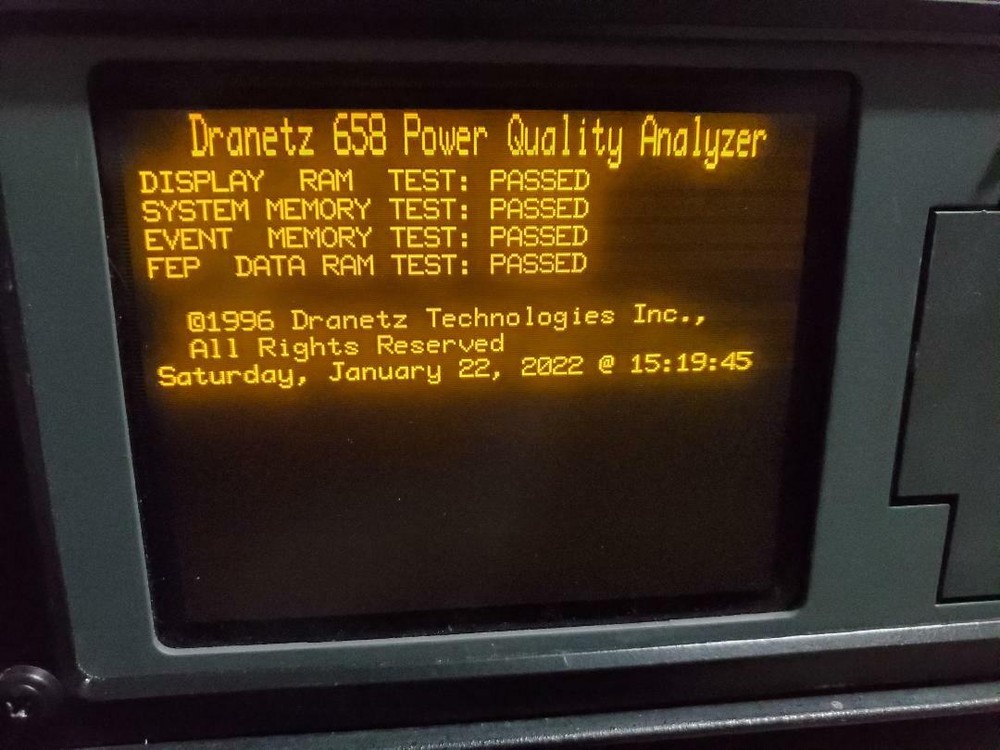 Dranetz 658 Power Quality Analyzer
DISPLAY RAM TEST: PASSED
SYSTEM MEMORY TEST: PASSED
EVENT MEMORY TEST: PASSED
FEP DATA RAM TEST: PASSED
©1996 Dranetz Technologies Inc.,
All Rights Reserved
Saturday, January 22, 2022 @ 15:19:45